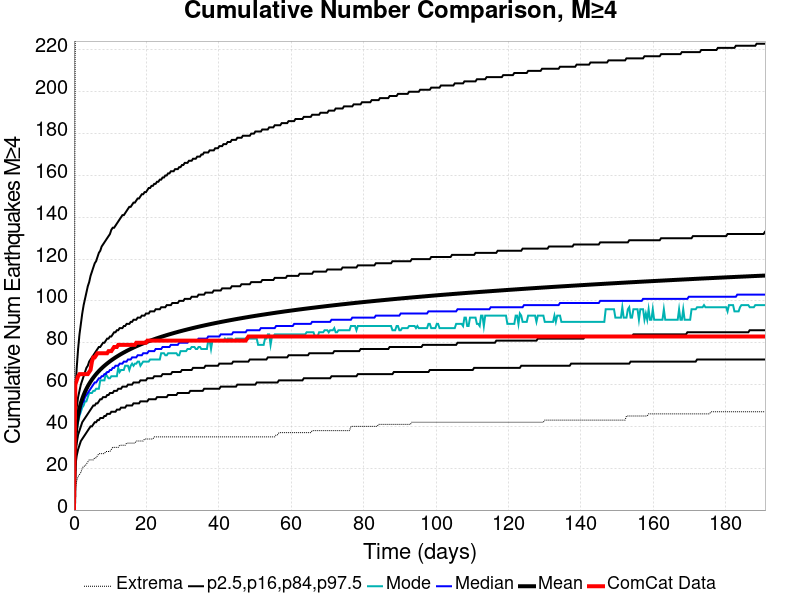 Cumulative Number Comparison, M≥4
Cumulative Num Earthquakes M≥4
220
200
180
160
140
120
100
80
60
40
20
0
0 20 40 60 80 100 120 140 160 180
Time (days)
Extrema p2.5,p16,p84,p97.5 Mode Median Mean ComCat Data